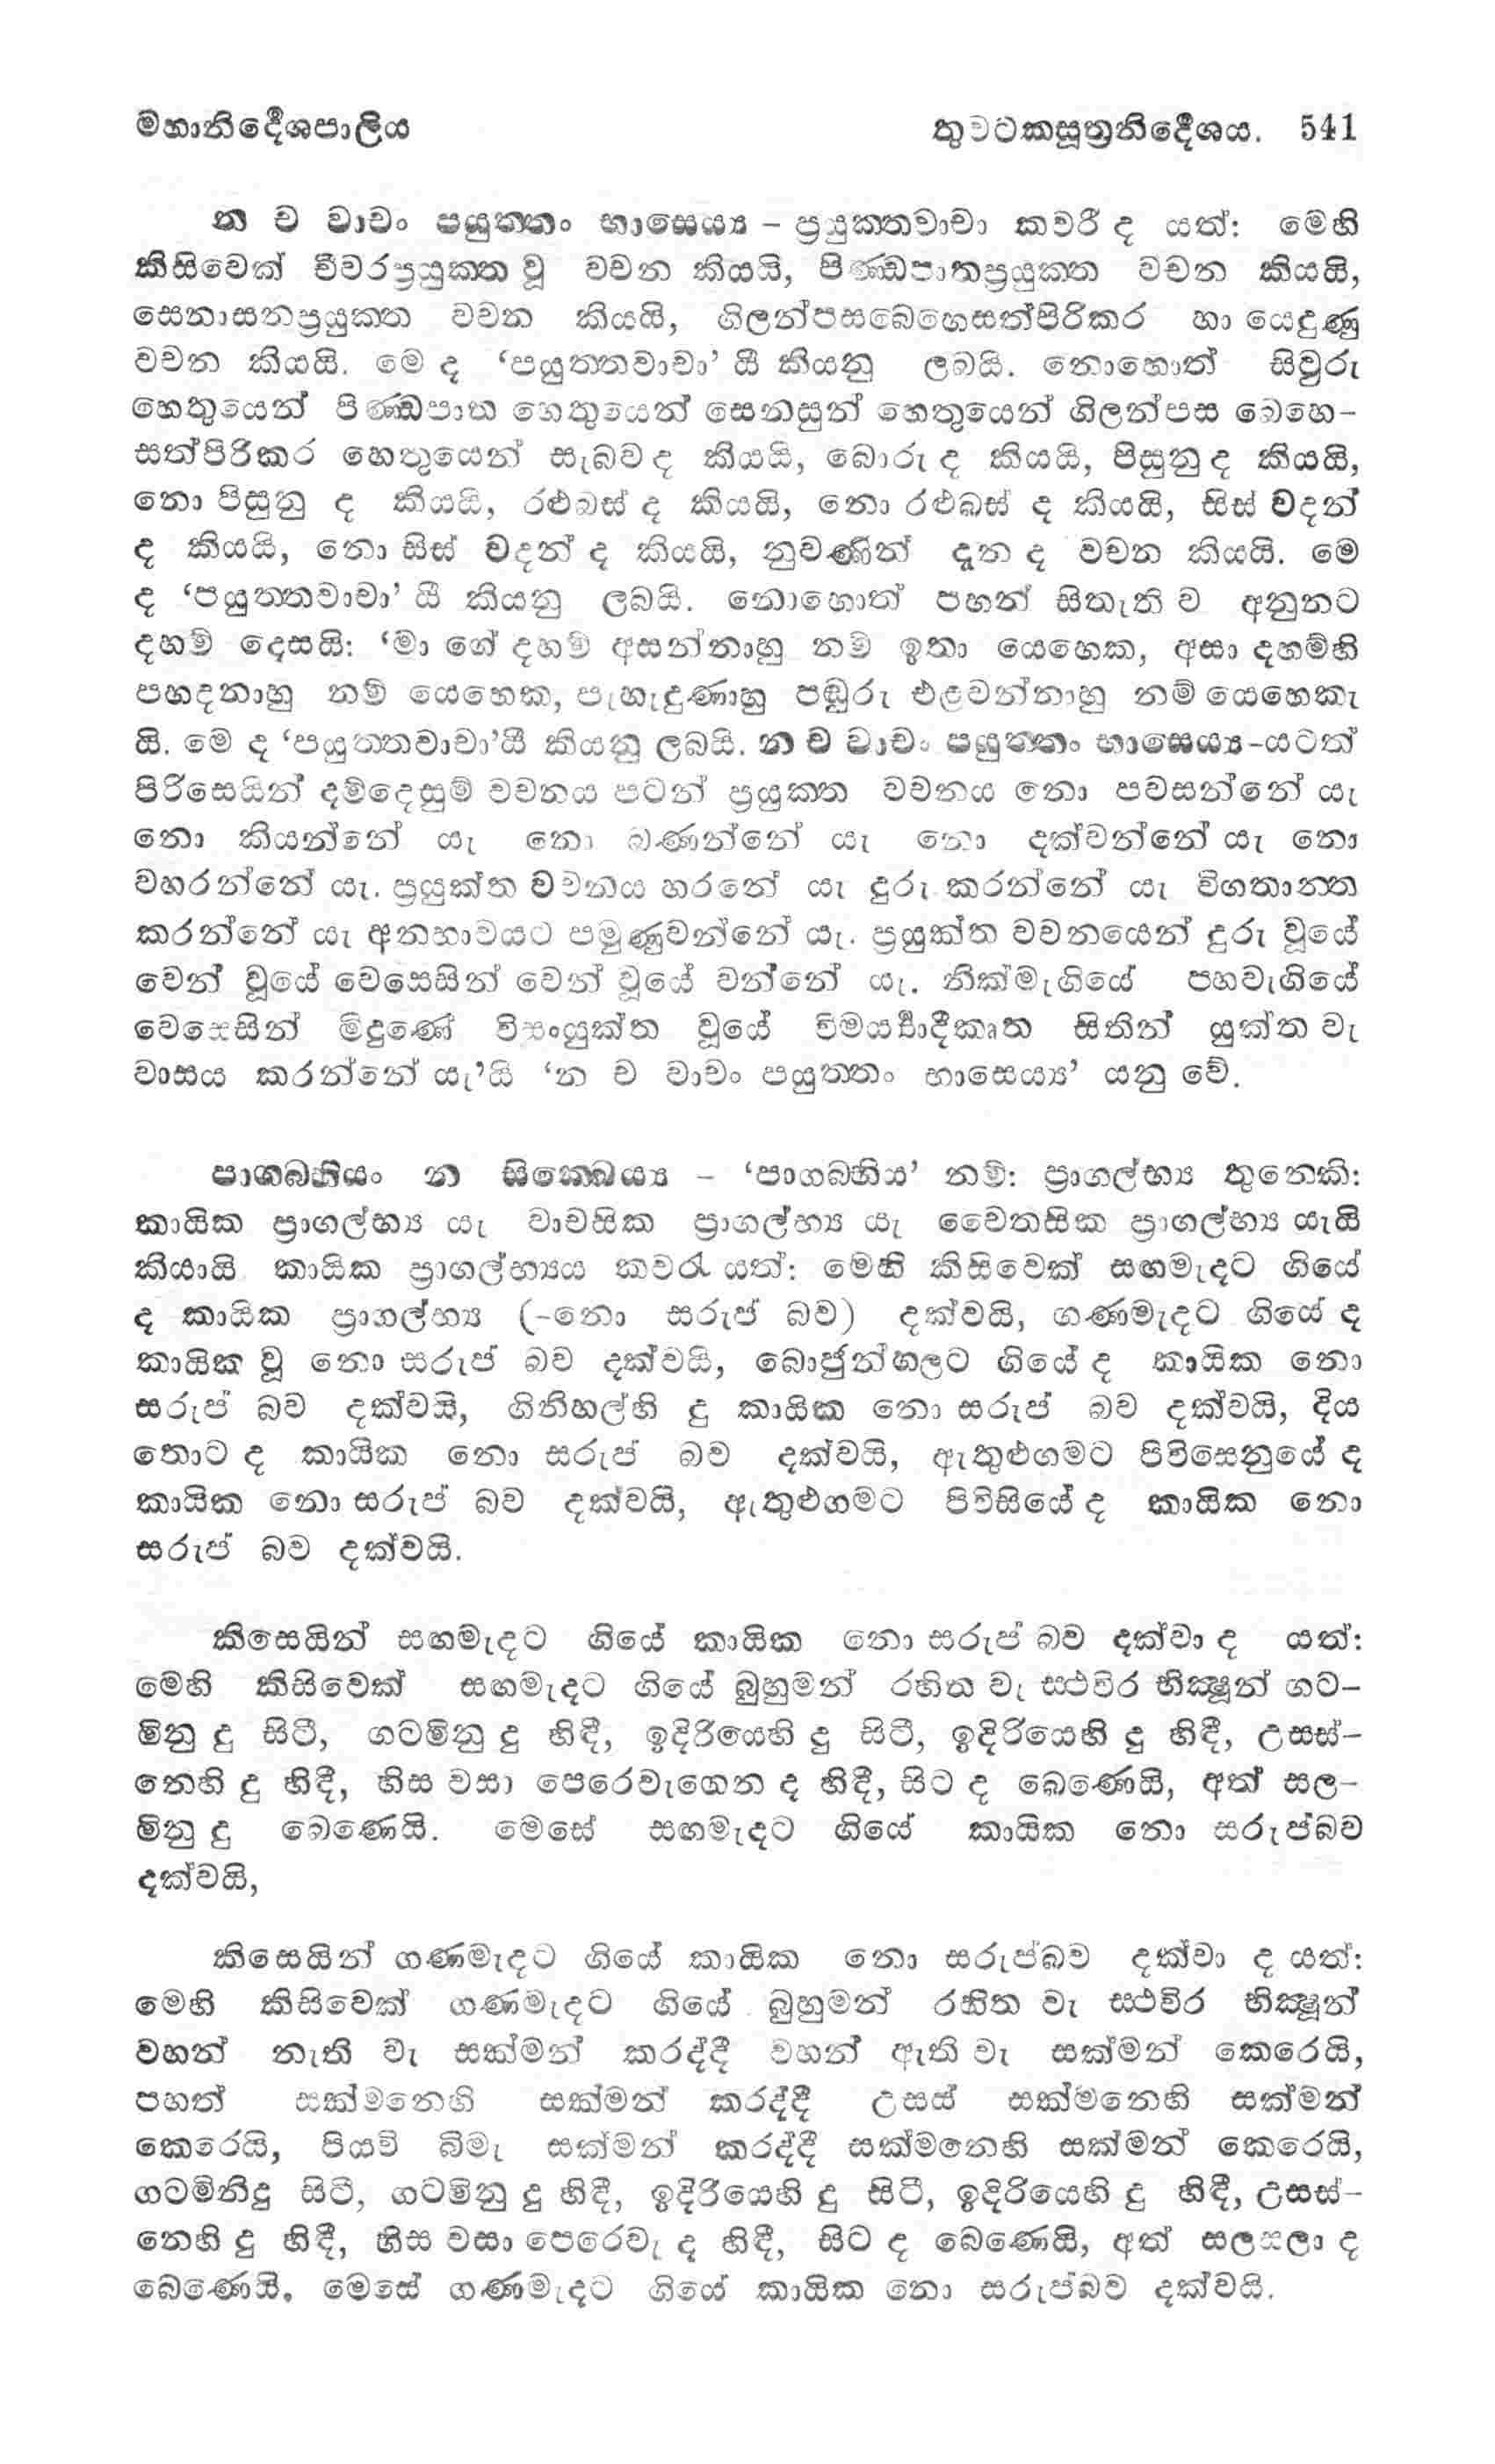 මහානිර්‍දෙශපාලිය
තුවටකසූත්‍රනිර්‍දෙශය. 541
න ච වාචං පයුත්තං භාසෙය්‍ය – ප්‍රයුක්තවාචා කවරි ද යත්: මෙහි
කිසිවෙක් චීවරප්‍රයුක්ත වූ වචන කියයි, පිණ්ඩපාතප්‍රයුක්ත වචන කියයි,
සෙනාසනප්‍රයුක්ත වචන කියයි, ගිලන්පසබෙහෙසත්පිරිකර හා යෙදුණු
වචන කියයි. මෙ ද ‘පයුත්තවාචා’ යි කියනු ලබයි. නොහොත් සිවුරු
හෙතුයෙන් පිණ්ඩපාත හෙතුයෙන් සෙනසුන් හෙතුයෙන් ගිලන්පස බෙහෙ-
සත්පිරිකර හෙතුයෙන් සැබව ද කියයි, බොරු ද කියයි, පිසුනු ද කියයි,
නො පිසුනු ද කියයි, රළුබස් ද කියයි, නො රළුබස් ද කියයි, සිස් වදන්
ද කියයි, නො සිස් වදන් ද කියයි, නුවණින් දැන ද වචන කියයි. මෙ
ද ‘පයුත්තවාචා’ යී කියනු ලබයි. නොහොත් පහන් සිතැති ව අනුනට
දහම් දෙසයි: ‘මා ගේ දහම් අසන්නාහු නම් ඉතා යෙහෙක, අසා දහම්හි
පහදනාහු නම් යෙහෙක, පැහැදුණාහු පඬුරු එළවන්නාහු නම් යෙහෙකැ
යි. මෙ ද ‘පයුත්තවාචා’යී කියනු ලබයි. න ච වාචං පයුත්තං භාසෙය්‍ය-යටත්
පිරිසෙයින් දම්දෙසුම් වචනය පටන් ප්‍රයුක්ත වචනය නො පවසන්නේ යැ
නො කියන්නේ යැ නො බණන්නේ යැ නො දක්වන්නේ යැ නො
වහරන්නේ යැ. ප්‍රයුක්ත වචනය හරනේ යැ දුරු කරන්නේ යැ විගතාන්ත
කරන්නේ යැ අනභාවයට පමුණුවන්නේ යැ. ප්‍රයුක්ත වචනයෙන් දුරු වූයේ
වෙන් වූයේ වෙසෙසින් වෙන් වූයේ වන්නේ යැ. නික්මැගියේ පහවැගියේ
වෙසෙසින් මිදුණේ විසංයුක්ත වූයේ විමර්‍ය්‍යාදීකෘත සිතින් යුක්ත වැ
වාසය කරන්නේ යැ’යි ‘න ච වාචං පයුත්තං භාසෙය්‍ය’ යනු වේ.
පාගබ්භියං න සික්ඛෙය්‍ය – ‘පාගබ්භිය’ නම්: ප්‍රාගල්භ්‍ය තුනෙකි:
කායික ප්‍රාගල්භ්‍ය යැ වාචසික ප්‍රාගල්භ්‍ය යැ චෛතසික ප්‍රාගල්භ්‍ය යැයි
කියායි කායික ප්‍රාගල්භ්‍යය කවරැ යත්: මෙහි කිසිවෙක් සඟමැදට ගියේ
ද කායික ප්‍රාගල්භ්‍ය (-නො සරුප් බව) දක්වයි, ගණමැදට ගියේ ද
කායික වූ නො සරුප් බව දක්වයි, බොජුන්හලට ගියේ ද කායික නො
සරුප් බව දක්වයි, ගිනිහල්හි දු කායික නො සරුප් බව දක්වයි, දිය
තොට ද කායික නො සරුප් බව දක්වයි, ඇතුළුගමට පිවිසෙනුයේ ද
කායික නො සරුප් බව දක්වයි, ඇතුළුගමට පිවිසියේ ද කායික නො
සරුප් බව දක්වයි.
කිසෙයින් සඟමැදට ගියේ කායික නො සරුප් බව දක්වා ද යත්:
මෙහි කිසිවෙක් සඟමැදට ගියේ බුහුමන් රහිත වැ ස්ථවිර භික්‍ෂූන් ගට-
මිනු දු සිටී, ගටමිනු දු හිඳී, ඉදිරියෙහි දු සිටී, ඉදිරියෙහි දු හිඳී, උසස්-
නෙහි දු හිඳී, හිස වසා පෙරෙවැගෙන ද හිඳී, සිට ද බෙණෙයි, අත් සල-
මිනු දු බෙණෙයි. මෙසේ සඟමැදට ගියේ කායික නො සරුප්බව
දක්වයි,
කිසෙයින් ගණමැදට ගියේ කායික නො සරුප්බව දක්වා ද යත්:
මෙහි කිසිවෙක් ගණමැදට ගියේ බුහුමන් රහිත වැ ස්ථවිර භික්‍ෂූන්
වහන් නැති වැ සක්මන් කරද්දී වහන් ඇති වැ සක්මන් කෙරෙයි,
පහත් සක්මනෙහි සක්මන් කරද්දී උසස් සක්මනෙහි සක්මන්
කෙරෙයි, පියවි බිමැ සක්මන් කරද්දී සක්මනෙහි සක්මන් කෙරෙයි,
ගටමිනිදු සිටී, ගටමිනු දු හිඳී, ඉදිරියෙහි දු සිටී, ඉදිරියෙහි දු හිඳී, උසස්-
නෙහි දු හිඳී, හිස වසා පෙරෙවැ ද හිඳී, සිට ද බෙණෙයි, අත් සලසලා ද
බෙණෙයි. මෙසේ ගණමැදට ගියේ කායික නො සරුප්බව දක්වයි.